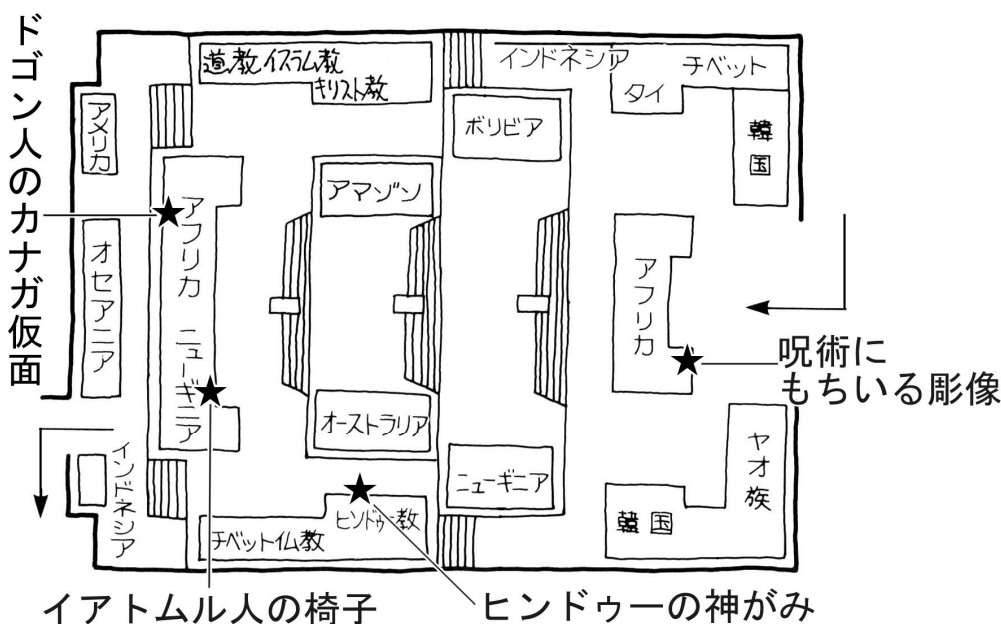 ドゴン人のカナガ仮面
アメリカ
オセアニア
インドネシア
道教イスラム教
キリスト教
アフリカ
ニューギニア
チベット仏教
ヒンドゥー教
アマゾン
オーストラリア
ボリビア
ニューギニア
インドネシア
タイ
チベット
韓国
アフリカ
韓国
ヤオ族
呪術に
もちいる彫像
イアトムル人の椅子
ヒンドゥーの神がみ